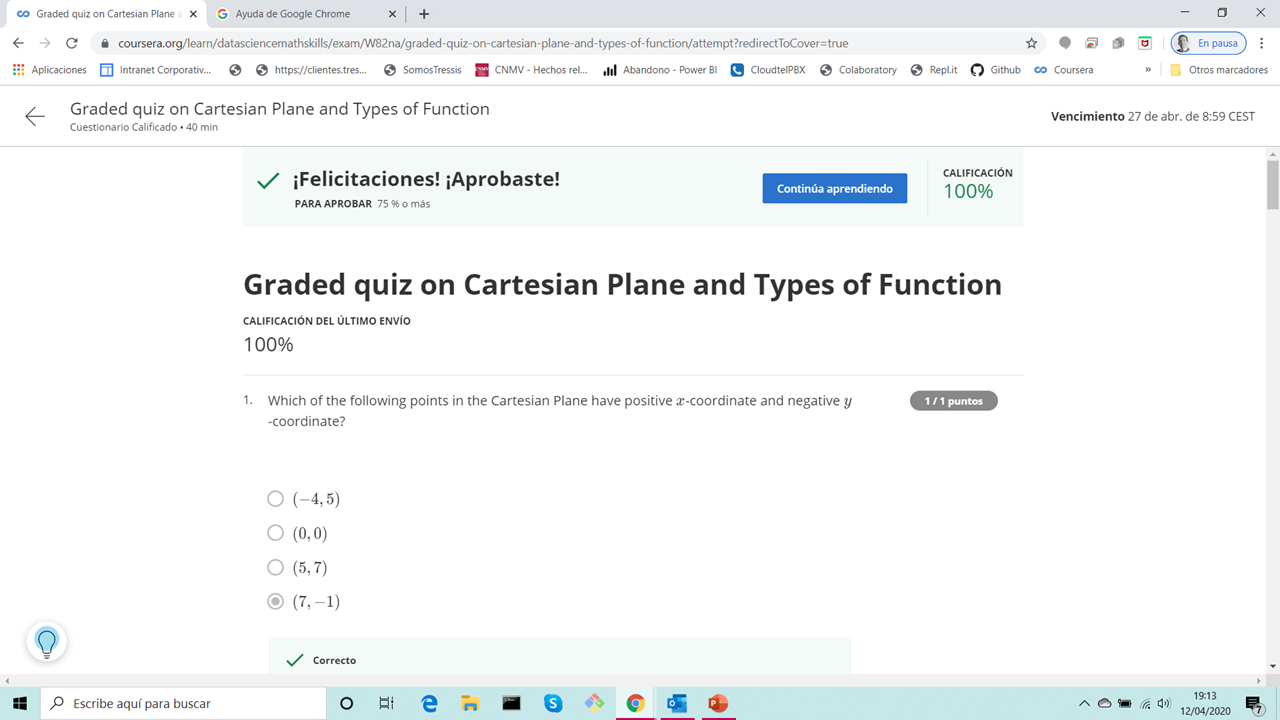 Graded quiz on Cartesian Plane a
Ayuda de Google Chrome
coursera.org/learn/datasciencemathskills/exam/W82na/graded-quiz-on-cartesian-plane-and-types-of-function/attempt?redirectToCover=true
En pausa
Aplicaciones
Intranet Corporativ...
https://clientes.tres...
SomosTressis
CNMV
CNMV - Hechos rel...
Abandono - Power BI
CloudtelPBX
Colaboratory
Repl.it
Github
Coursera
»
Otros marcadores
Graded quiz on Cartesian Plane and Types of Function
Cuestionario Calificado • 40 min
Vencimiento 27 de abr. de 8:59 CEST
¡Felicitaciones! ¡Aprobaste!
PARA APROBAR 75 % o más
Continúa aprendiendo
CALIFICACIÓN
100%
Graded quiz on Cartesian Plane and Types of Function
CALIFICACIÓN DEL ÚLTIMO ENVÍO
100%
1. Which of the following points in the Cartesian Plane have positive x-coordinate and negative y
-coordinate?
1 / 1 puntos
(−4, 5)
(0, 0)
(5, 7)
(7, −1)
Correcto
Escribe aquí para buscar
19:13
12/04/2020
7